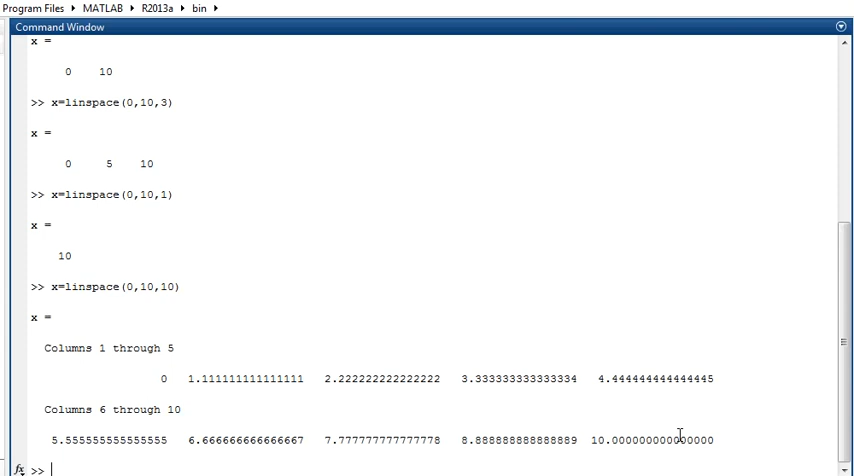 Program Files ▸ MATLAB ▸ R2013a ▸ bin ▸
Command Window
x =
0 10
>> x=linspace(0,10,3)
x =
0 5 10
>> x=linspace(0,10,1)
x =
10
>> x=linspace(0,10,10)
x =
Columns 1 through 5
0 1.111111111111111 2.222222222222222 3.333333333333334 4.444444444444445
Columns 6 through 10
5.555555555555555 6.666666666666667 7.777777777777778 8.888888888888889 10.000000000000000
fx >>